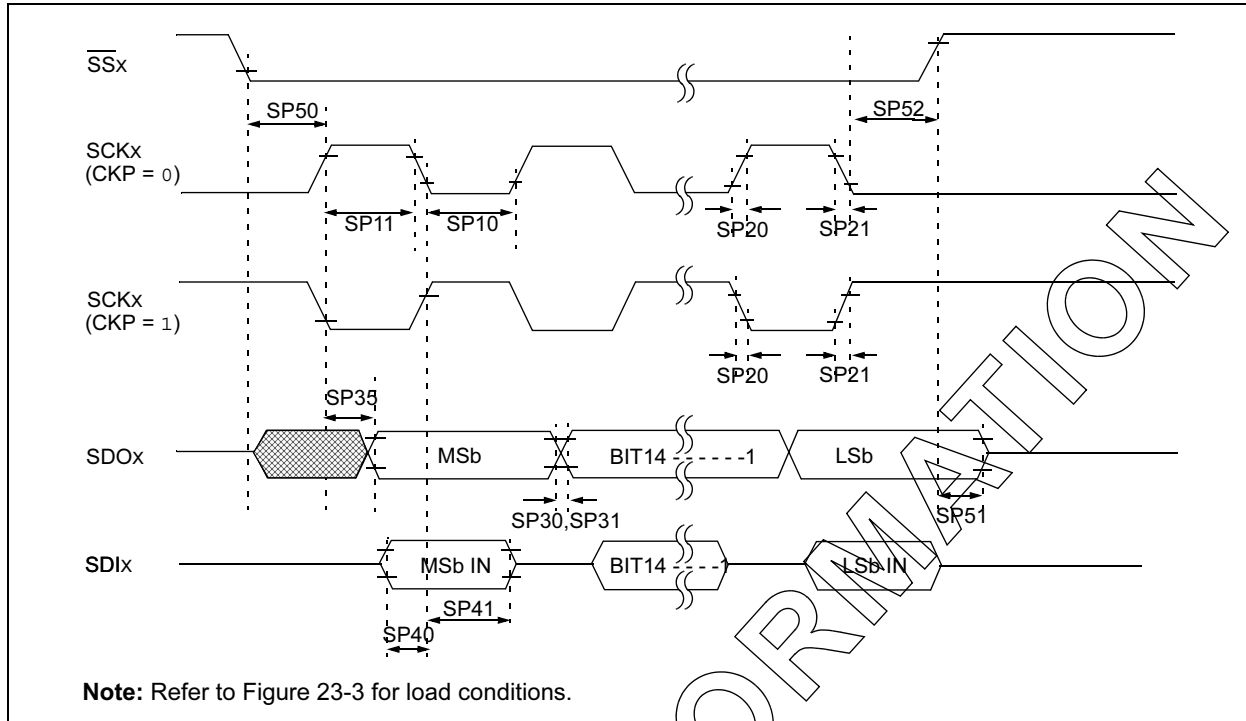 SSx
SP50
SP52
SCKx
(CKP = 0)
SP11
SP10
SP20
SP21
SCKx
(CKP = 1)
SP20
SP21
SP35
SDOx
MSb
BIT14 - - - - - -1
LSb
SP30,SP31
SP51
SDIx
MSb IN
BIT14 - - - - -1
LSb IN
SP41
SP40
Note: Refer to Figure 23-3 for load conditions.
ORMATION